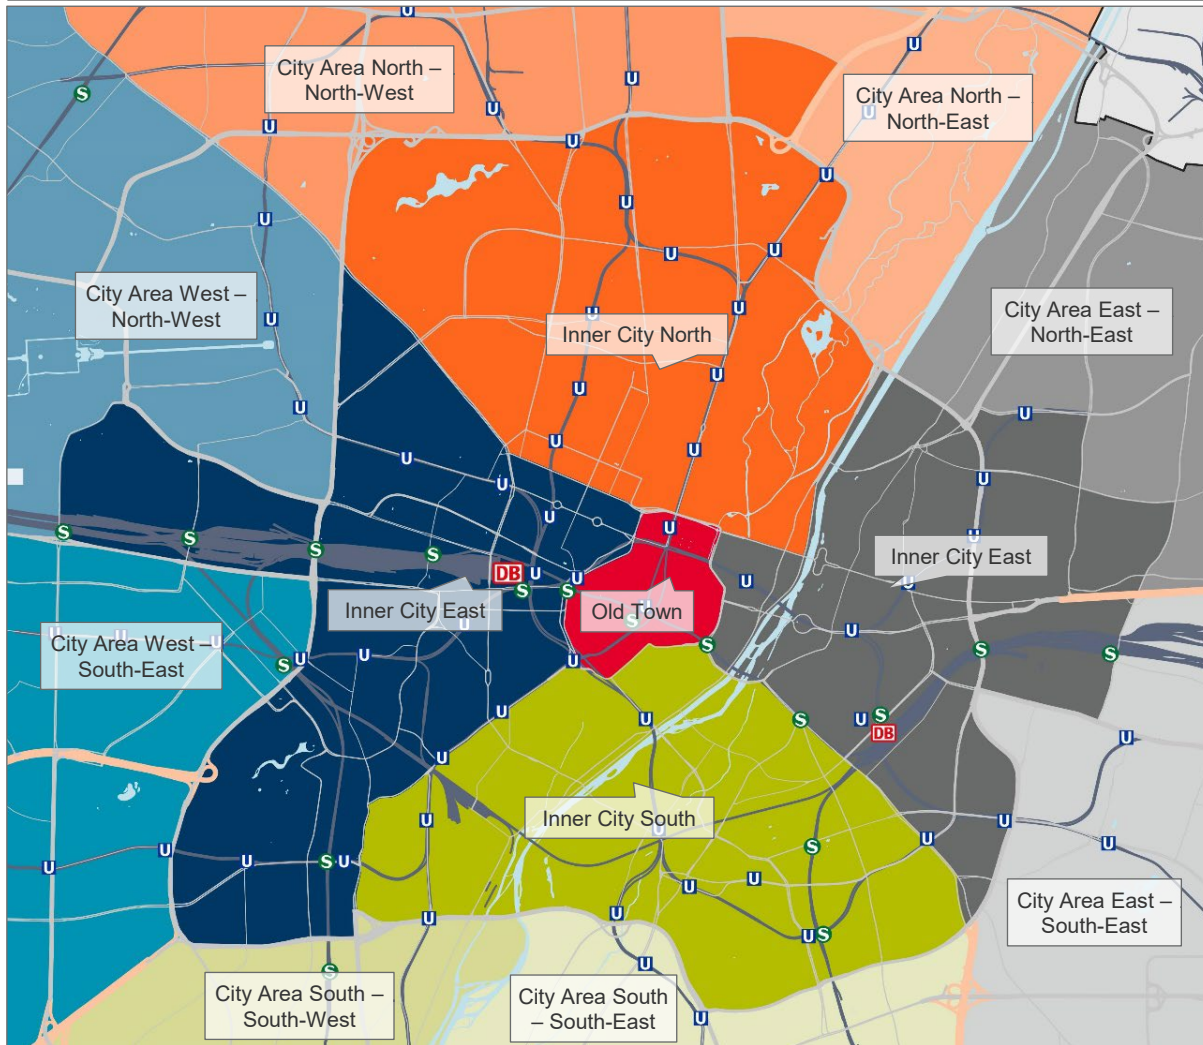 City Area North –
North-West
City Area North –
North-East
City Area West –
North-West
City Area East –
North-East
Inner City North
Inner City East
DB
Inner City East
Old Town
City Area West –
South-East
DB
Inner City South
City Area East –
South-East
City Area South –
South-West
City Area South
– South-East